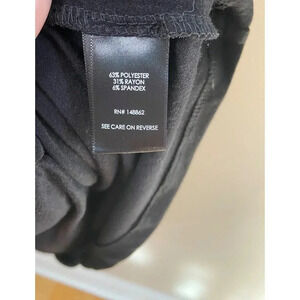 63% POLYESTER
31% RAYON
6% SPANDEX
RN# 148862
SEE CARE ON REVERSE